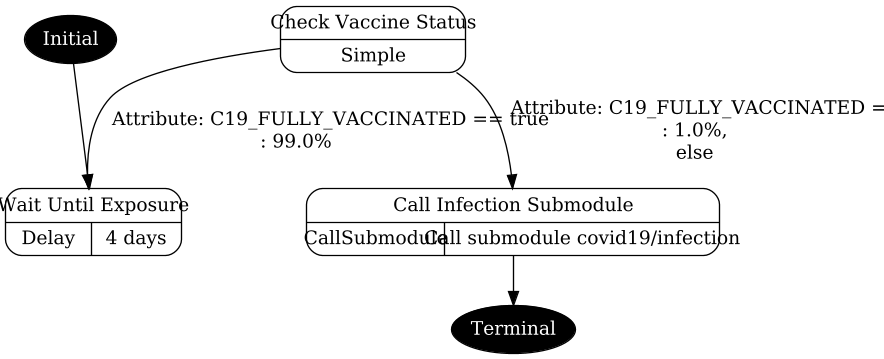 Initial
Check Vaccine Status
Simple
Attribute: C19_FULLY_VACCINATED == true
: 99.0%
Attribute: C19_FULLY_VACCINATED =
: 1.0%,
else
Wait Until Exposure
Delay
4 days
Call Infection Submodule
CallSubmodule
Call submodule covid19/infection
Terminal